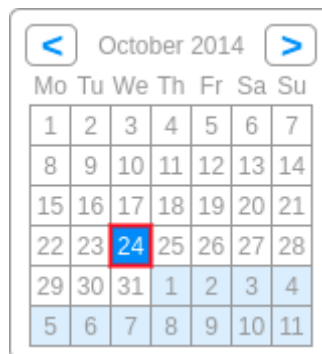 < October 2014 >
Mo Tu We Th Fr Sa Su
1 2 3 4 5 6 7
8 9 10 11 12 13 14
15 16 17 18 19 20 21
22 23 24 25 26 27 28
29 30 31 1 2 3 4
5 6 7 8 9 10 11